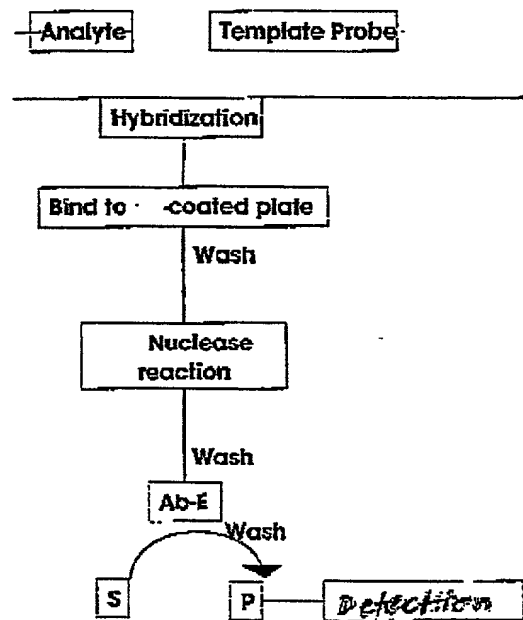 Analyte
Template Probe
Hybridization
Bind to -coated plate
Wash
Nuclease
reaction
Wash
Ab-E
Wash
S
P
Detection